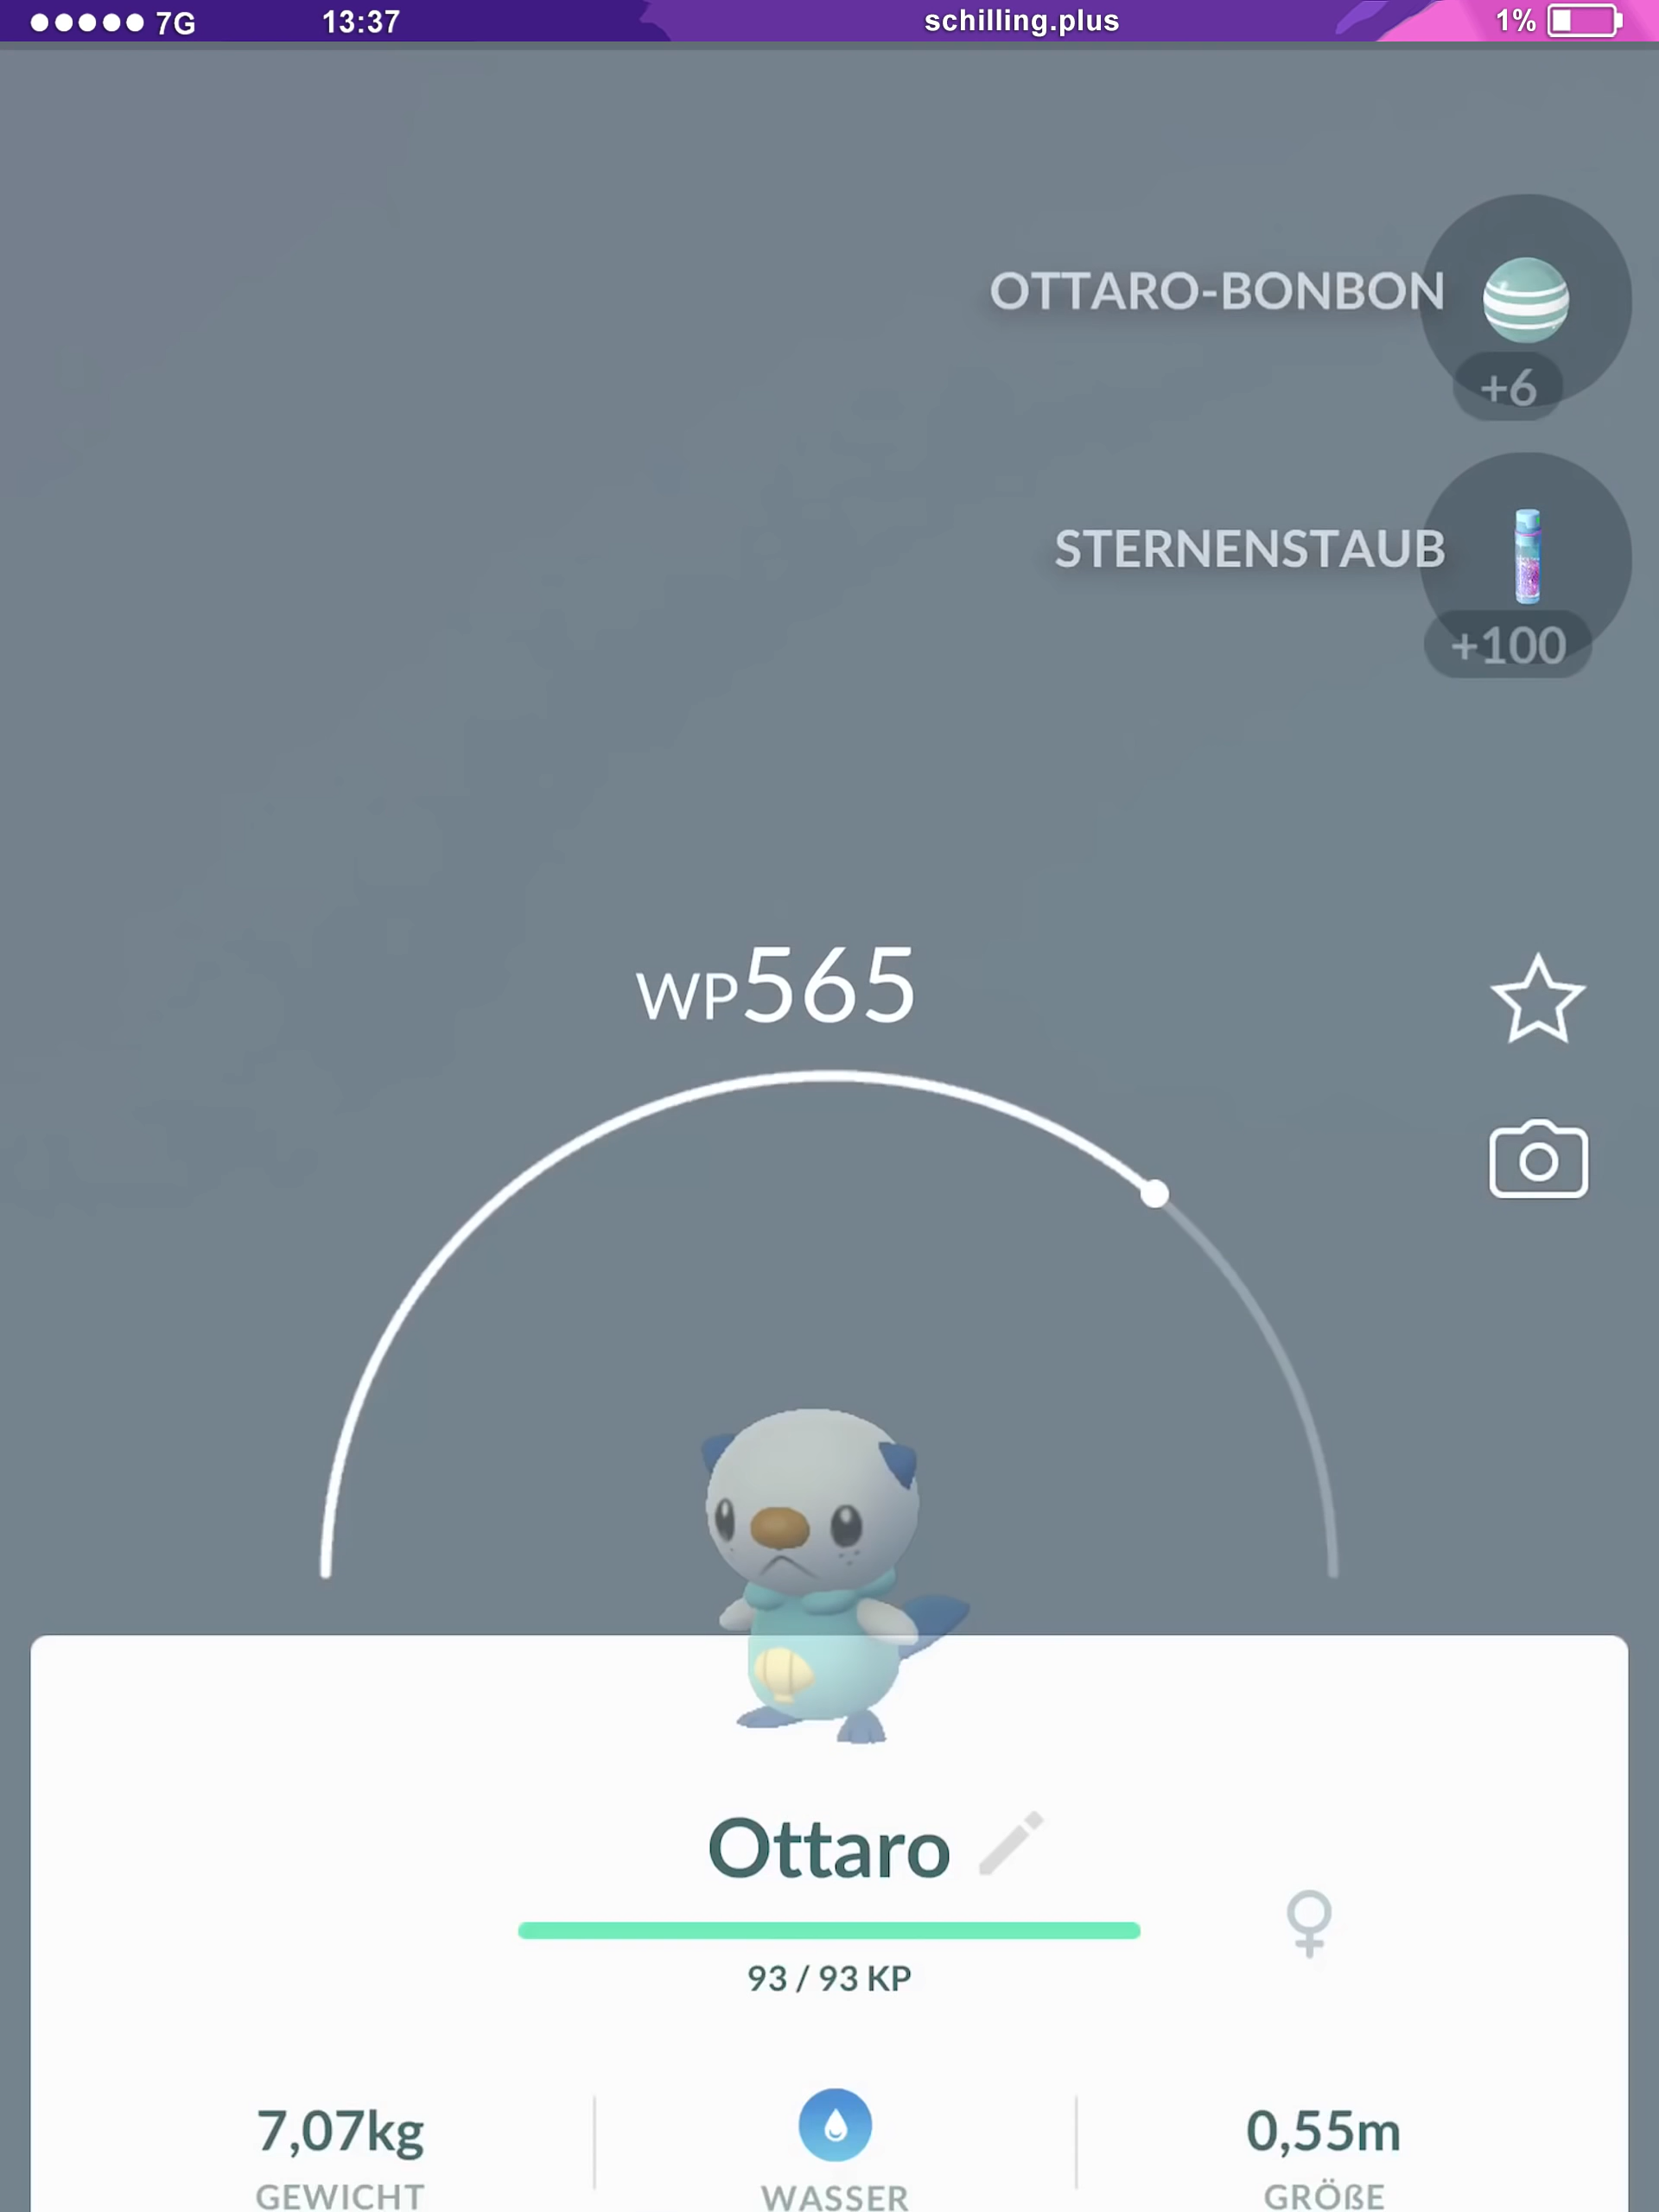 7G 13:37 schilling.plus 1%
OTTARO-BONBON
+6
STERNENSTAUB
+100
WP565
Ottaro
93 / 93 KP
7,07kg 0,55m
GEWICHT WASSER GRÖßE